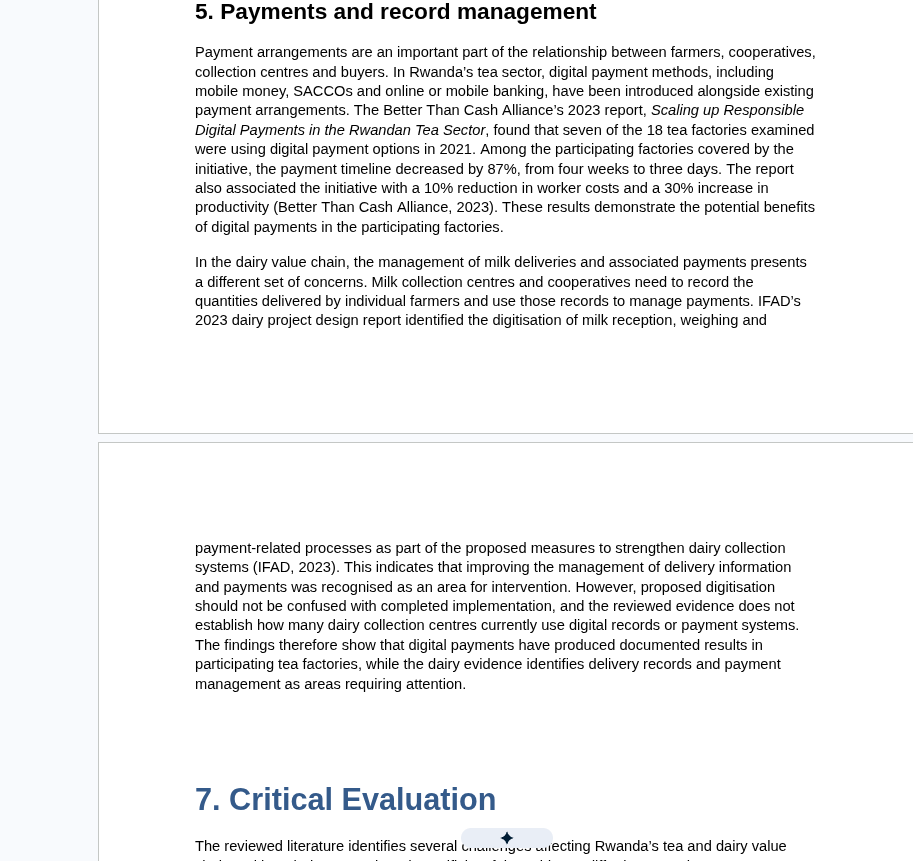 5. Payments and record management
Payment arrangements are an important part of the relationship between farmers, cooperatives,
collection centres and buyers. In Rwanda’s tea sector, digital payment methods, including
mobile money, SACCOs and online or mobile banking, have been introduced alongside existing
payment arrangements. The Better Than Cash Alliance’s 2023 report, Scaling up Responsible
Digital Payments in the Rwandan Tea Sector, found that seven of the 18 tea factories examined
were using digital payment options in 2021. Among the participating factories covered by the
initiative, the payment timeline decreased by 87%, from four weeks to three days. The report
also associated the initiative with a 10% reduction in worker costs and a 30% increase in
productivity (Better Than Cash Alliance, 2023). These results demonstrate the potential benefits
of digital payments in the participating factories.
In the dairy value chain, the management of milk deliveries and associated payments presents
a different set of concerns. Milk collection centres and cooperatives need to record the
quantities delivered by individual farmers and use those records to manage payments. IFAD’s
2023 dairy project design report identified the digitisation of milk reception, weighing and
payment-related processes as part of the proposed measures to strengthen dairy collection
systems (IFAD, 2023). This indicates that improving the management of delivery information
and payments was recognised as an area for intervention. However, proposed digitisation
should not be confused with completed implementation, and the reviewed evidence does not
establish how many dairy collection centres currently use digital records or payment systems.
The findings therefore show that digital payments have produced documented results in
participating tea factories, while the dairy evidence identifies delivery records and payment
management as areas requiring attention.
7. Critical Evaluation
The reviewed literature identifies several challenges affecting Rwanda’s tea and dairy value